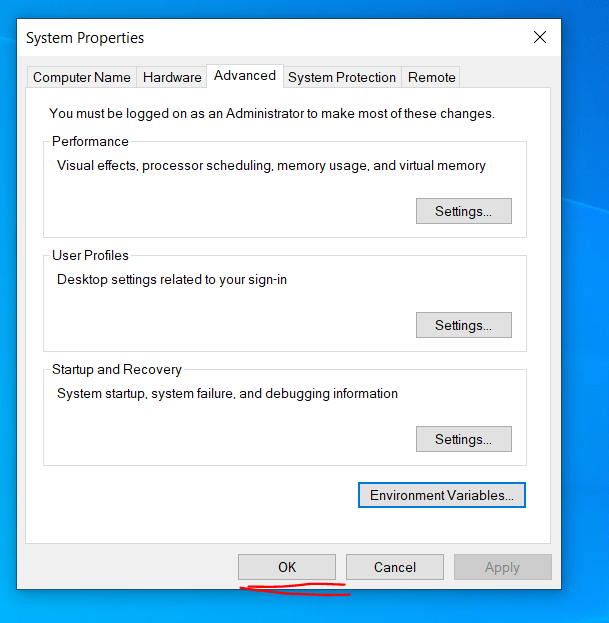 System Properties
Computer Name
Hardware
Advanced
System Protection
Remote
You must be logged on as an Administrator to make most of these changes.
Performance
Visual effects, processor scheduling, memory usage, and virtual memory
Settings...
User Profiles
Desktop settings related to your sign-in
Settings...
Startup and Recovery
System startup, system failure, and debugging information
Settings...
Environment Variables...
OK
Cancel
Apply